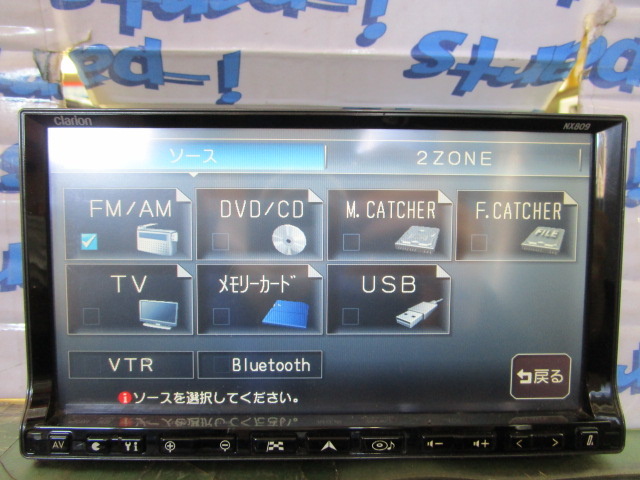 Clarion NX809
ソース 2ZONE
FM/AM DVD/CD M.CATCHER F.CATCHER
FILE
TV メモリーカード USB
VTR Bluetooth
戻る
ソースを選択してください。
AV